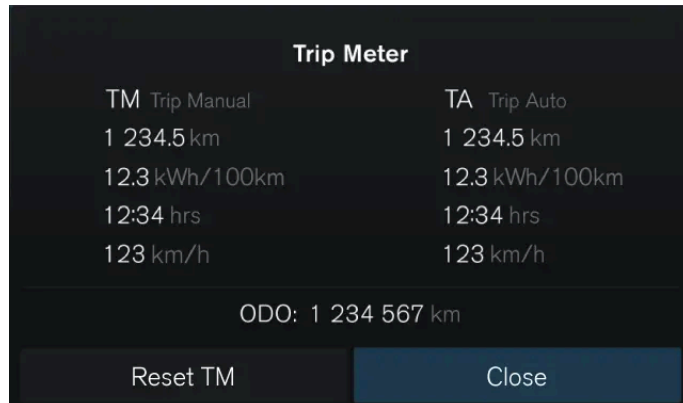 Trip Meter
TM Trip Manual
TA Trip Auto
1 234.5 km
1 234.5 km
12.3 kWh/100km
12.3 kWh/100km
12:34 hrs
12:34 hrs
123 km/h
123 km/h
ODO: 1 234 567 km
Reset TM
Close